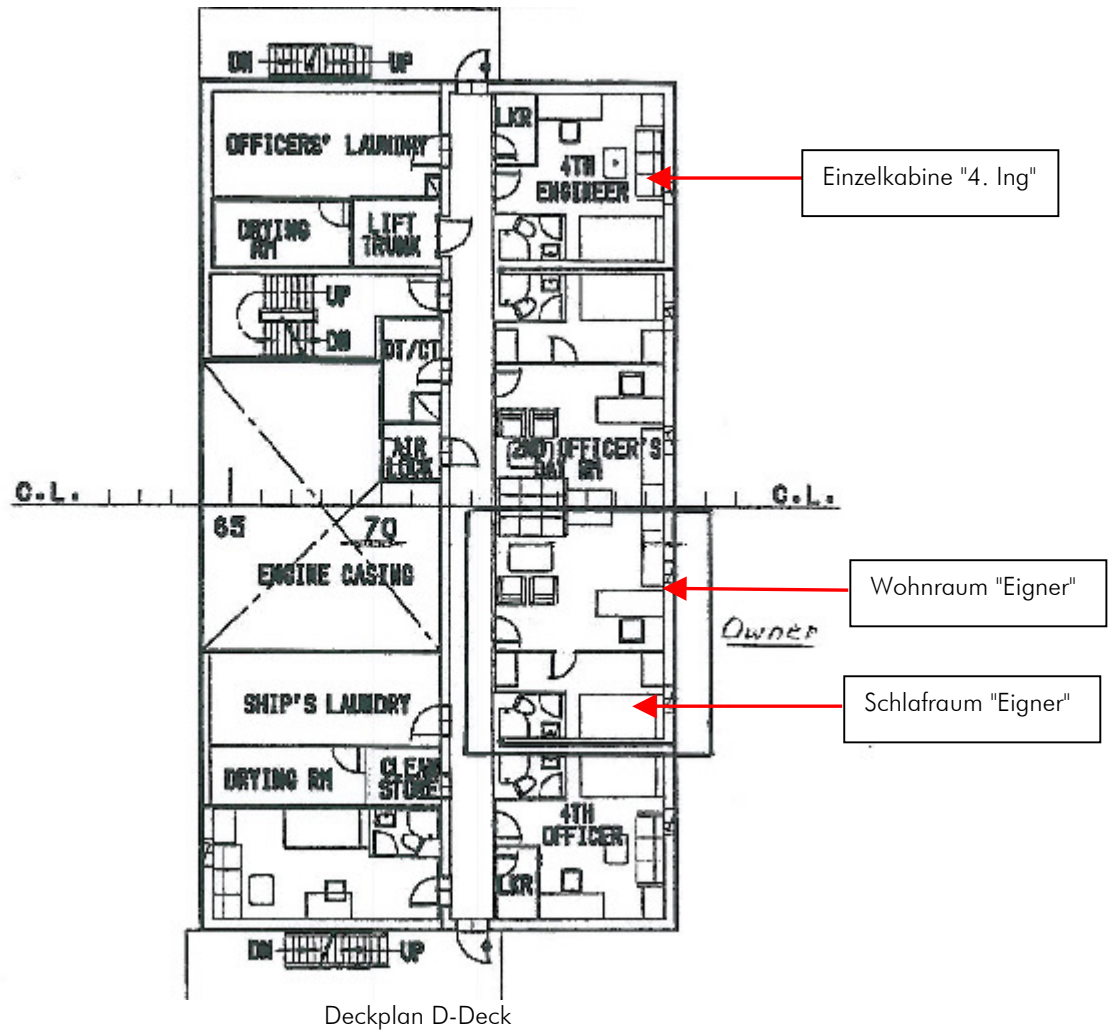 DN UP
OFFICERS' LAUNDRY
LKR
4TH
ENGINEER
Einzelkabine "4. Ing"
DRYING
RM
LIFT
TRUNK
UP
DN
DT/CT
AIR
LOCK
2ND OFFICER'S
DAY RM
C.L.
C.L.
65
70
ENGINE CASING
Wohnraum "Eigner"
Owner
SHIP'S LAUNDRY
Schlafraum "Eigner"
DRYING RM
CLEAN
STORE
4TH
OFFICER
LKR
DN UP
Deckplan D-Deck